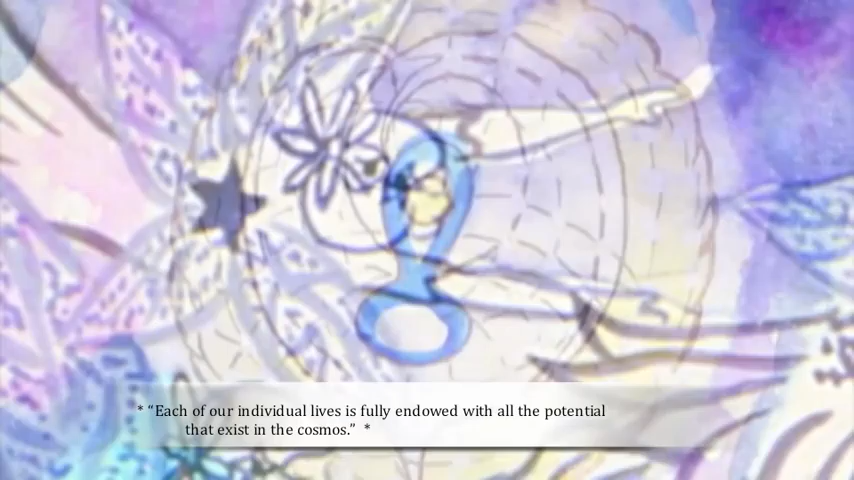 * “Each of our individual lives is fully endowed with all the potential
that exist in the cosmos.” *